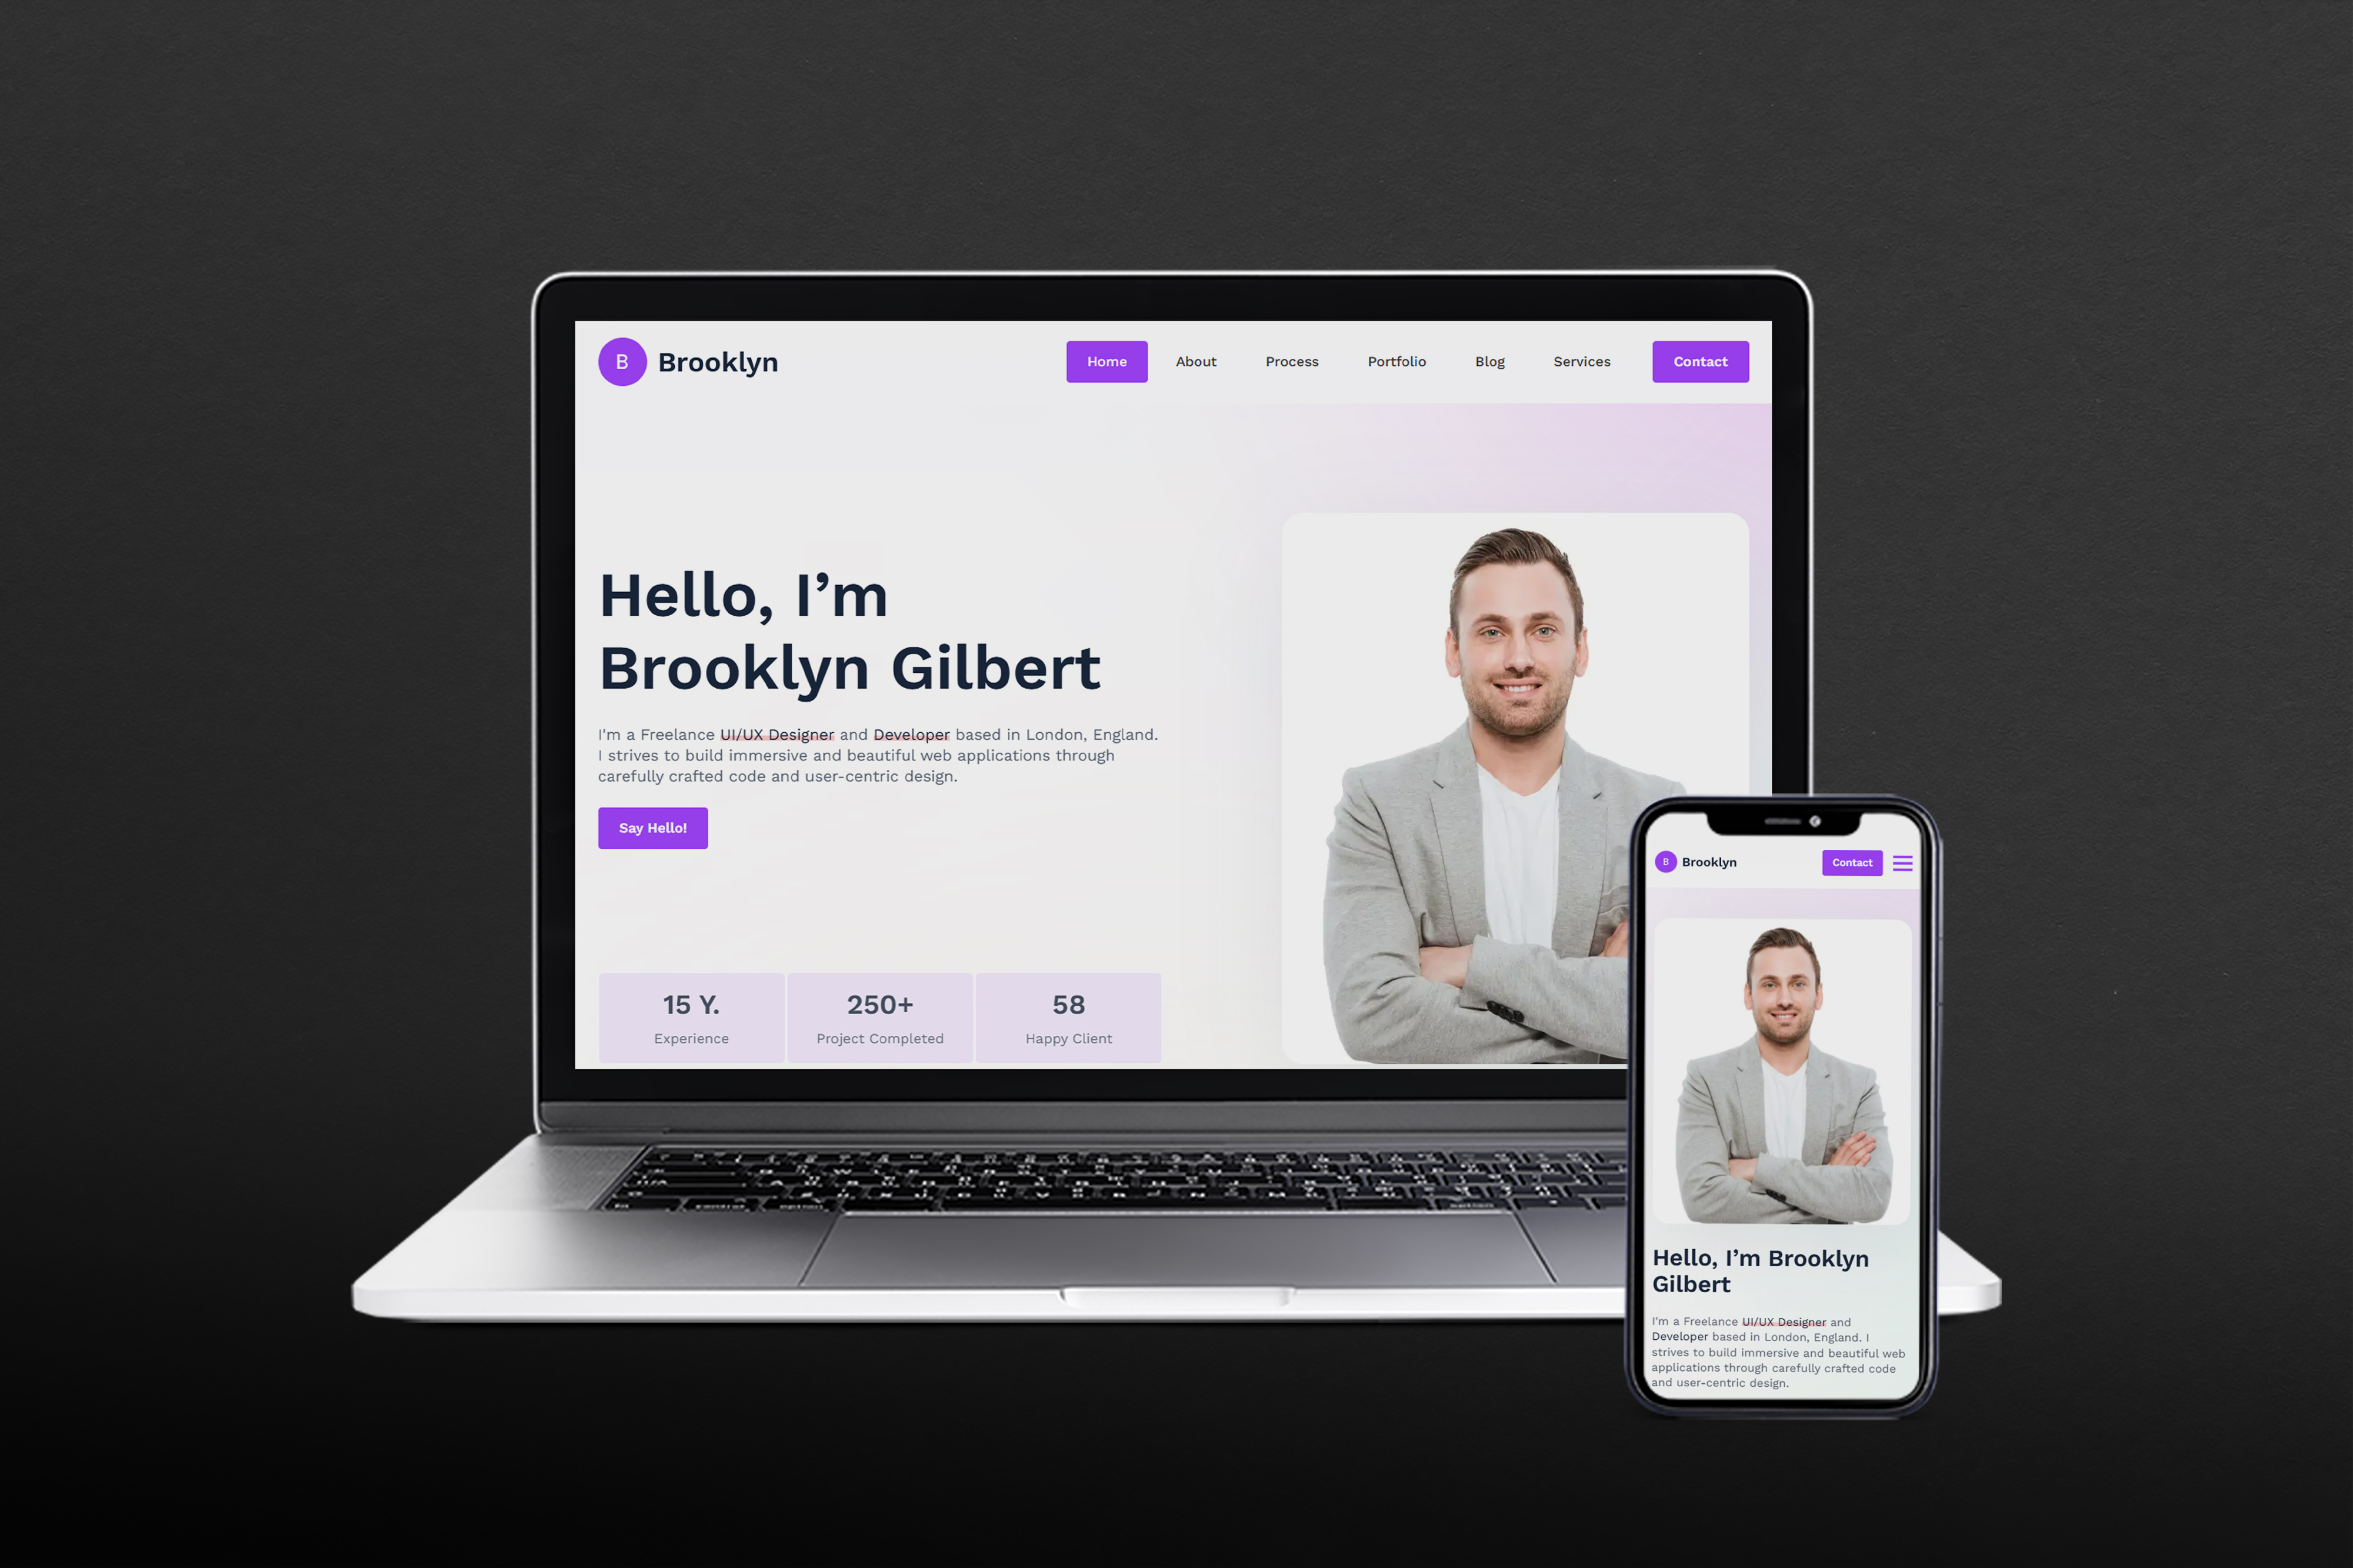 B Brooklyn
Home About Process Portfolio Blog Services Contact
Hello, I’m
Brooklyn Gilbert
I'm a Freelance UI/UX Designer and Developer based in London, England.
I strives to build immersive and beautiful web applications through
carefully crafted code and user-centric design.
Say Hello!
15 Y.
Experience
250+
Project Completed
58
Happy Client
B Brooklyn
Contact
Hello, I’m Brooklyn
Gilbert
I'm a Freelance UI/UX Designer and
Developer based in London, England. I
strives to build immersive and beautiful web
applications through carefully crafted code
and user-centric design.